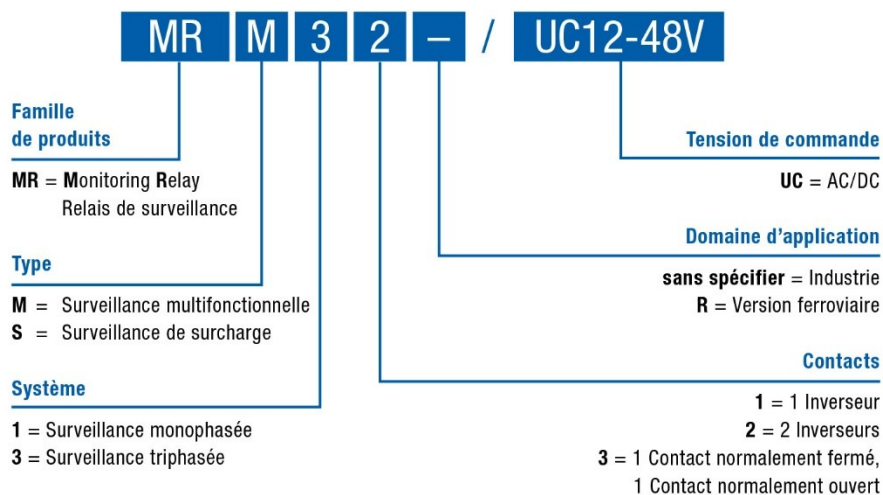 MR M 3 2 – / UC12-48V
Famille
de produits
MR = Monitoring Relay
Relais de surveillance
Type
M = Surveillance multifonctionnelle
S = Surveillance de surcharge
Système
1 = Surveillance monophasée
3 = Surveillance triphasée
Tension de commande
UC = AC/DC
Domaine d'application
sans spécifier = Industrie
R = Version ferroviaire
Contacts
1 = 1 Inverseur
2 = 2 Inverseurs
3 = 1 Contact normalement fermé,
1 Contact normalement ouvert